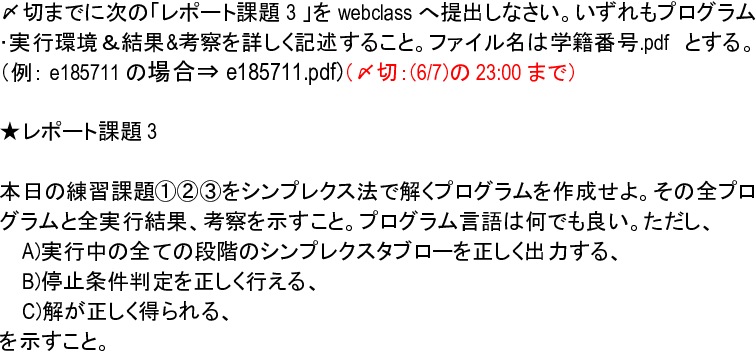 〆切までに次の「レポート課題 3 」を webclass へ提出しなさい。いずれもプログラム
・実行環境＆結果&考察を詳しく記述すること。ファイル名は学籍番号.pdf とする。
（例： e185711 の場合⇒ e185711.pdf）（〆切：（6/7）の 23:00 まで）
★レポート課題 3
本日の練習課題①②③をシンプレクス法で解くプログラムを作成せよ。その全プロ
グラムと全実行結果、考察を示すこと。プログラム言語は何でも良い。ただし、
A)実行中の全ての段階のシンプレクスタブローを正しく出力する、
B)停止条件判定を正しく行える、
C)解が正しく得られる、
を示すこと。